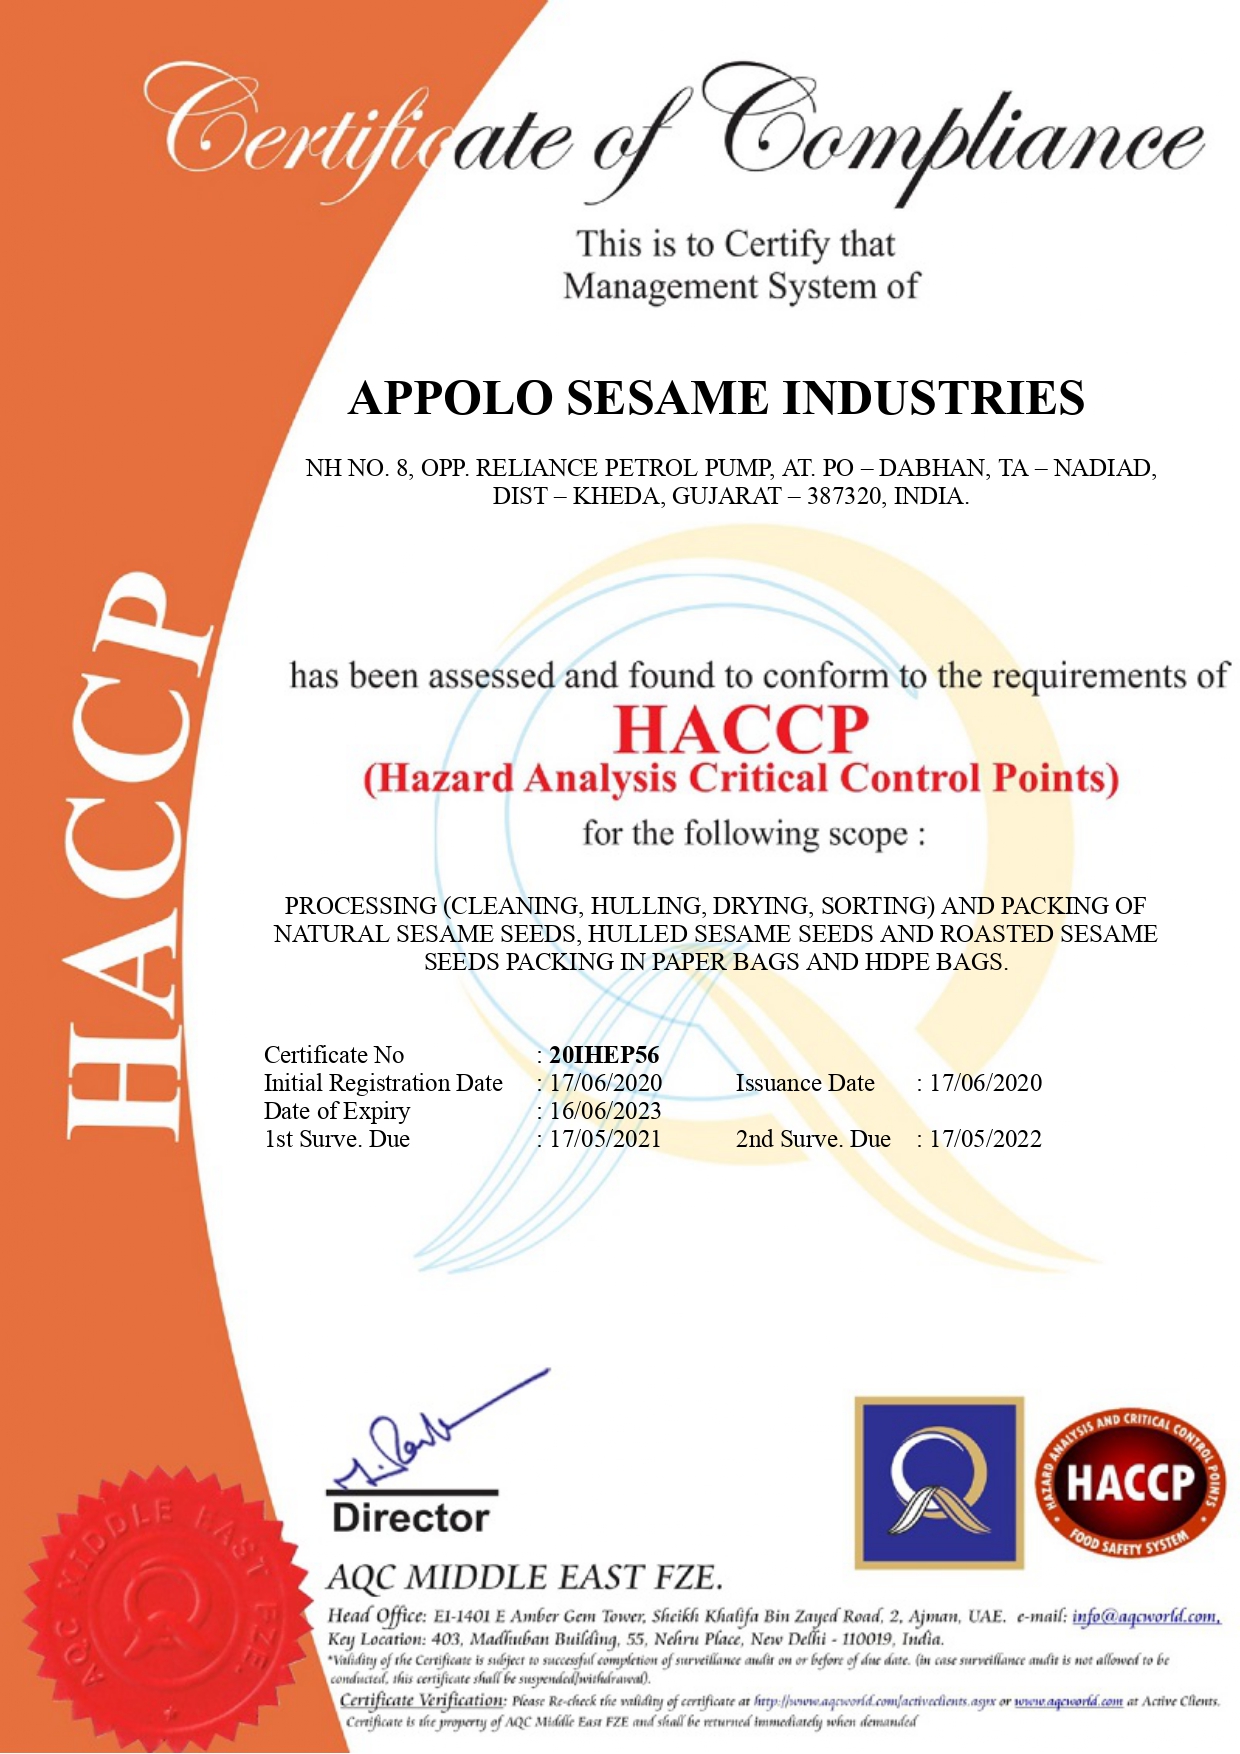 Certificate of Compliance
This is to Certify that
Management System of
APPOLO SESAME INDUSTRIES
NH NO. 8, OPP. RELIANCE PETROL PUMP, AT. PO – DABHAN, TA – NADIAD,
DIST – KHEDA, GUJARAT – 387320, INDIA.
HACCP
has been assessed and found to conform to the requirements of
HACCP
(Hazard Analysis Critical Control Points)
for the following scope :
PROCESSING (CLEANING, HULLING, DRYING, SORTING) AND PACKING OF
NATURAL SESAME SEEDS, HULLED SESAME SEEDS AND ROASTED SESAME
SEEDS PACKING IN PAPER BAGS AND HDPE BAGS.
Certificate No : 20IHEP56
Initial Registration Date : 17/06/2020 Issuance Date : 17/06/2020
Date of Expiry : 16/06/2023
1st Surve. Due : 17/05/2021 2nd Surve. Due : 17/05/2022
Director
HAZARD ANALYSIS AND CRITICAL CONTROL POINTS
HACCP
FOOD SAFETY SYSTEM
AQC MIDDLE EAST FZE.
AQC MIDDLE EAST FZE.
Head Office: E1-1401 E Amber Gem Tower, Sheikh Khalifa Bin Zayed Road, 2, Ajman, UAE. e-mail: info@aqcworld.com,
Key Location: 403, Madhuban Building, 55, Nehru Place, New Delhi - 110019, India.
*Validity of the Certificate is subject to successful completion of surveillance audit on or before of due date. (in case surveillance audit is not allowed to be
conducted, this certificate shall be suspended/withdrawal).
Certificate Verification: Please Re-check the validity of certificate at http://www.aqcworld.com/activeclients.aspx or www.aqcworld.com at Active Clients.
Certificate is the property of AQC Middle East FZE and shall be returned immediately when demanded